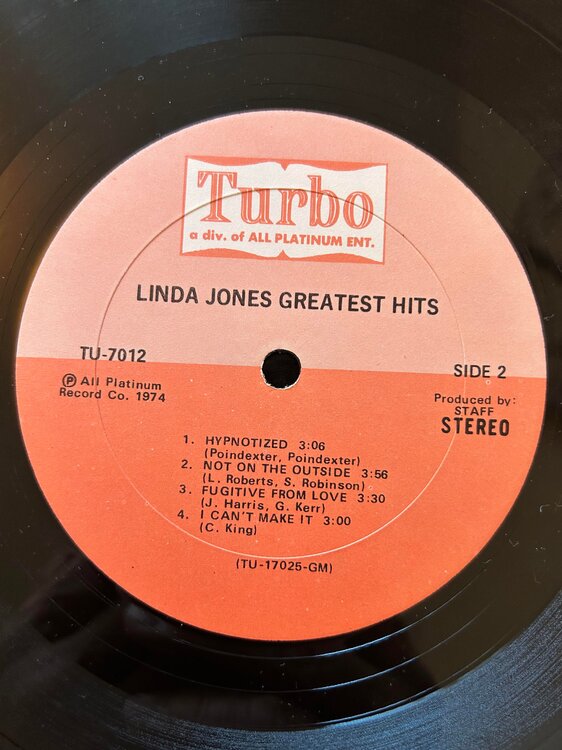 Turbo
a div. of ALL PLATINUM ENT.
LINDA JONES GREATEST HITS
TU-7012
SIDE 2
Ⓟ All Platinum
Record Co. 1974
Produced by:
STAFF
STEREO
1. HYPNOTIZED 3:06
(Poindexter, Poindexter)
2. NOT ON THE OUTSIDE 3:56
(L. Roberts, S. Robinson)
3. FUGITIVE FROM LOVE 3:30
(J. Harris, G. Kerr)
4. I CAN'T MAKE IT 3:00
(C. King)
(TU-17025-GM)